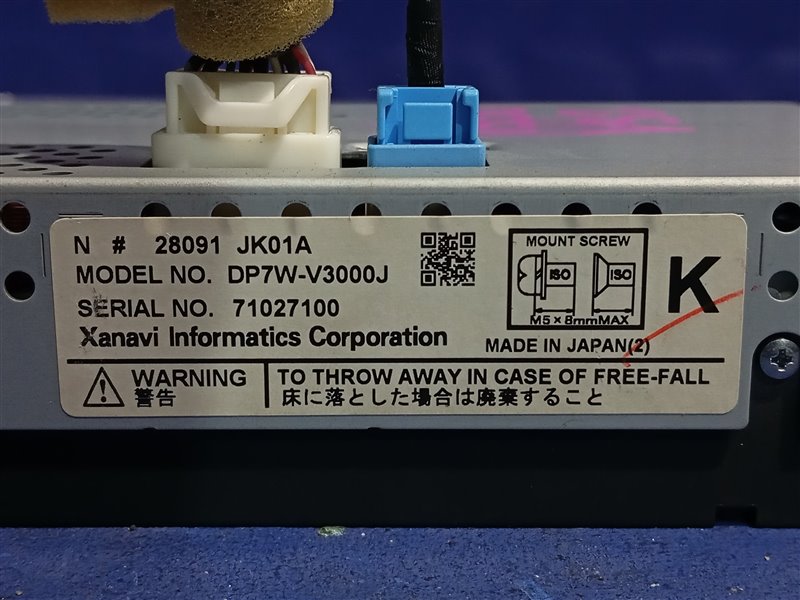 N # 28091 JK01A
MODEL NO. DP7W-V3000J
SERIAL NO. 71027100
Xanavi Informatics Corporation
MOUNT SCREW
ISO ISO
M5×8mmMAX
K
MADE IN JAPAN(2)
WARNING
警告
TO THROW AWAY IN CASE OF FREE-FALL
床に落とした場合は廃棄すること